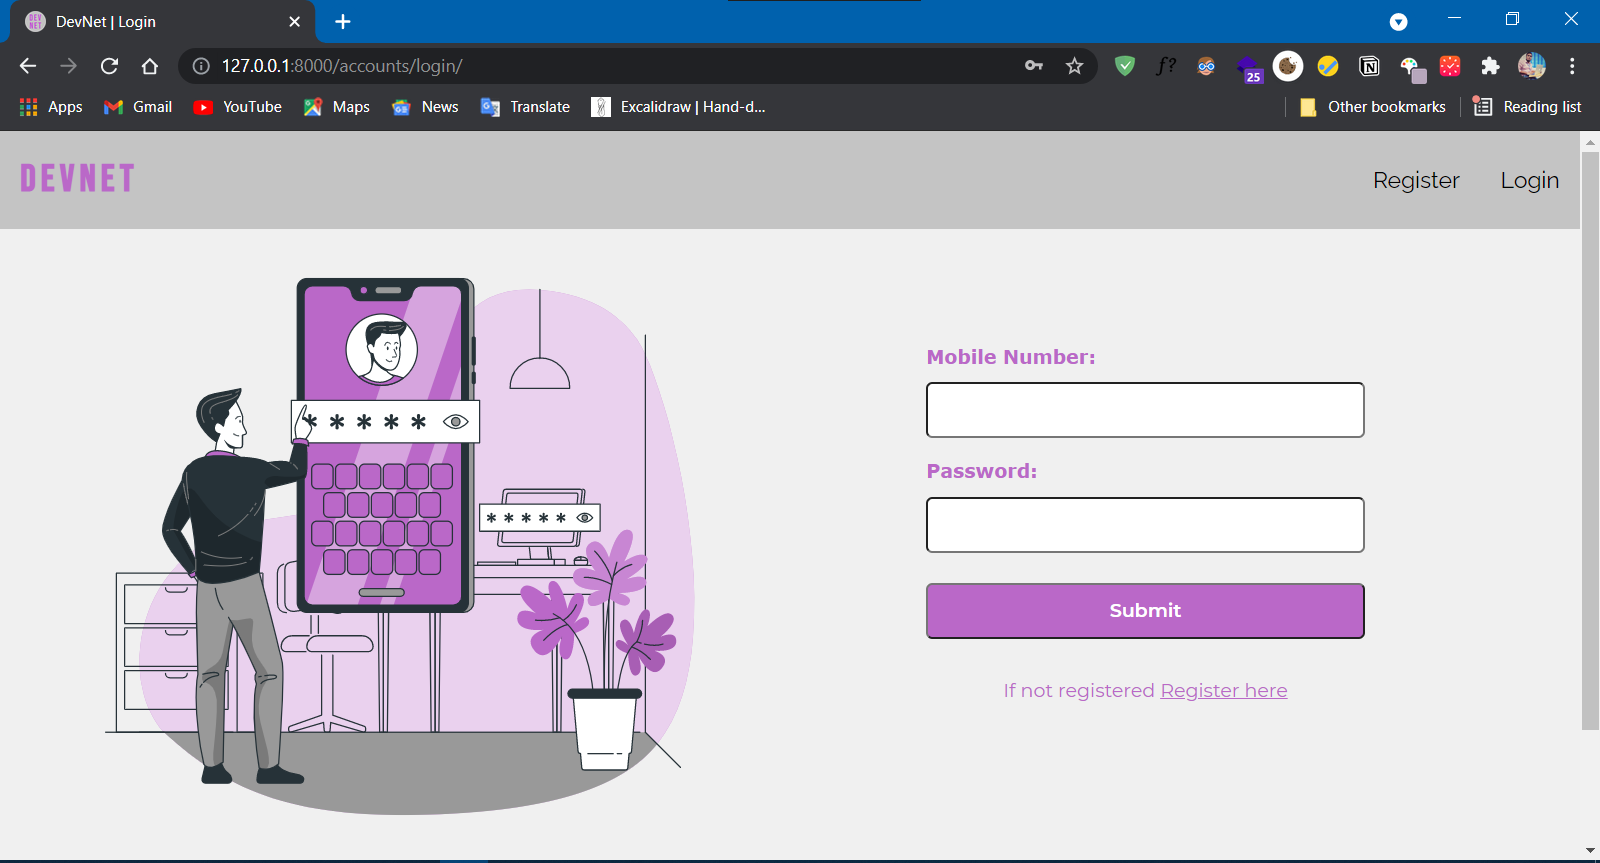 DevNet | Login
127.0.0.1:8000/accounts/login/
f?
25
Apps Gmail YouTube Maps News Translate Excalidraw | Hand-d... Other bookmarks Reading list
DEVNET
Register Login
Mobile Number:
* * * * *
Password:
* * * * *
Submit
If not registered Register here